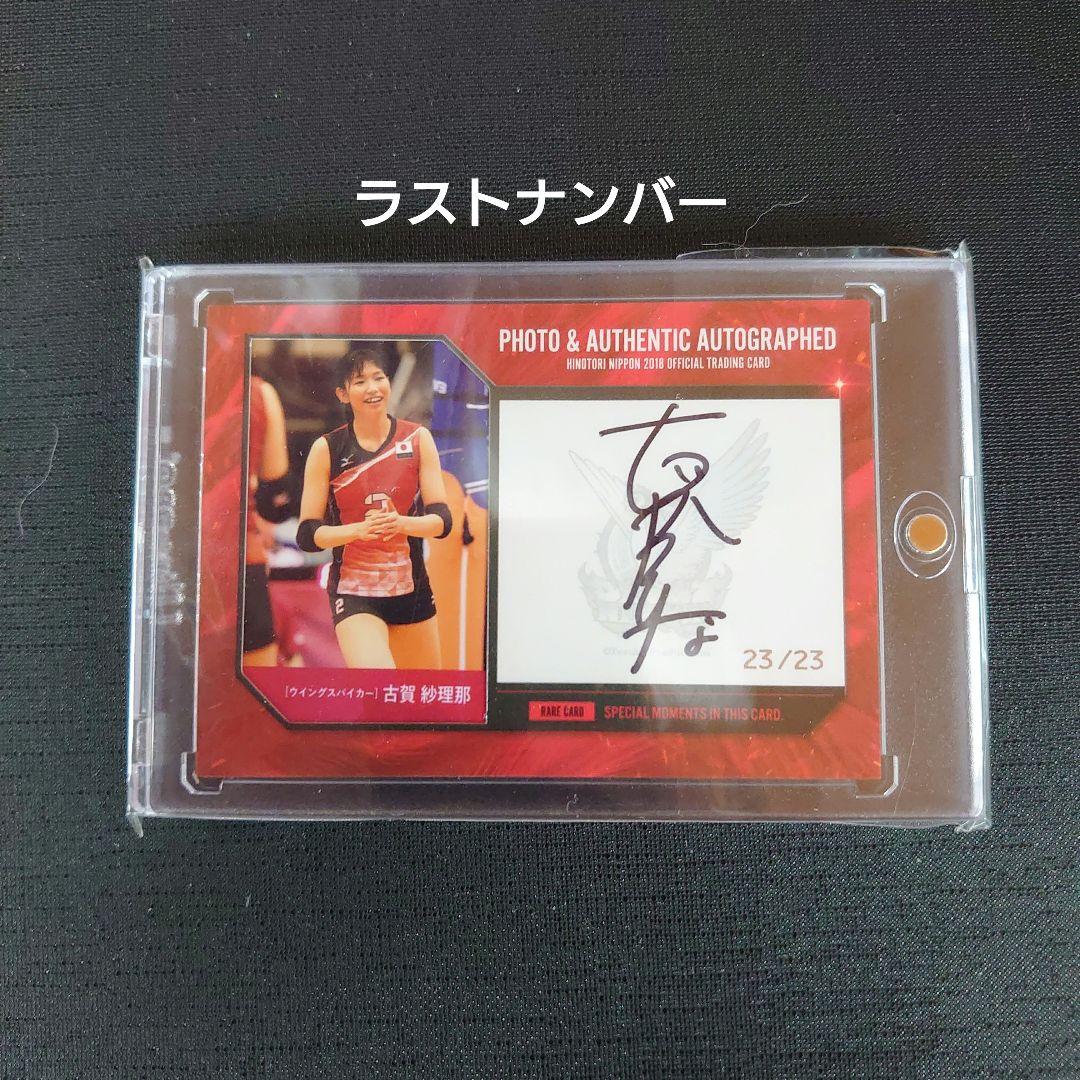 ラストナンバー
PHOTO & AUTHENTIC AUTOGRAPHED
HINOTORI NIPPON 2018 OFFICIAL TRADING CARD
2
2
23/23
[ウイングスパイカー] 古賀 紗理那
RARE CARD SPECIAL MOMENTS IN THIS CARD.